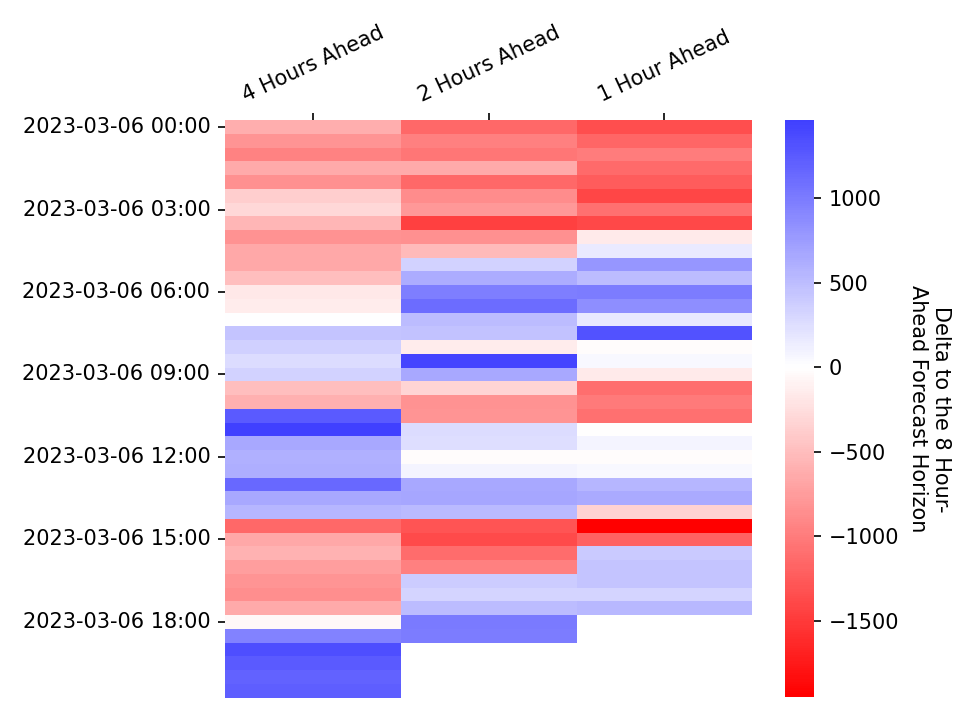 4 Hours Ahead
2 Hours Ahead
1 Hour Ahead
2023-03-06 00:00
2023-03-06 03:00
2023-03-06 06:00
2023-03-06 09:00
2023-03-06 12:00
2023-03-06 15:00
2023-03-06 18:00
1000
500
0
−500
−1000
−1500
Delta to the 8 Hour-
Ahead Forecast Horizon